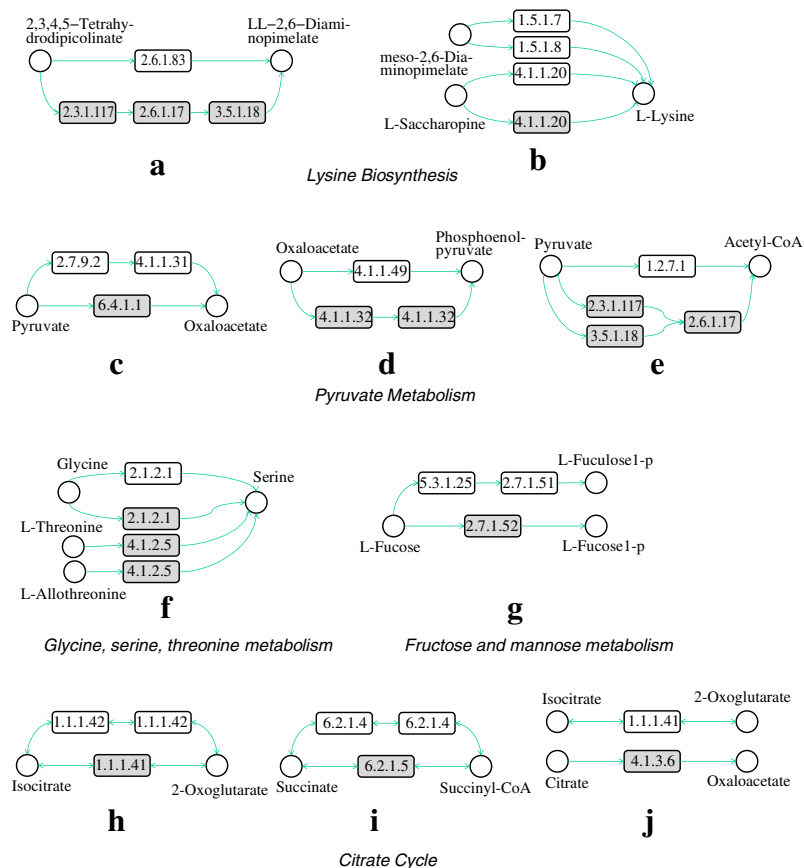 2,3,4,5–Tetrahy-
drodipicolinate
LL–2,6–Diami-
nopimelate
2.6.1.83
2.3.1.117
2.6.1.17
3.5.1.18
a
1.5.1.7
1.5.1.8
meso-2,6-Dia-
minopimelate
4.1.1.20
L-Saccharopine
4.1.1.20
L-Lysine
b
Lysine Biosynthesis
2.7.9.2
4.1.1.31
6.4.1.1
Pyruvate
Oxaloacetate
c
Oxaloacetate
Phosphoenol-
pyruvate
4.1.1.49
4.1.1.32
4.1.1.32
d
Pyruvate
Acetyl-CoA
1.2.7.1
2.3.1.117
3.5.1.18
2.6.1.17
e
Pyruvate Metabolism
Glycine
2.1.2.1
Serine
2.1.2.1
L-Threonine
4.1.2.5
4.1.2.5
L-Allothreonine
f
Glycine, serine, threonine metabolism
L-Fuculose1-p
5.3.1.25
2.7.1.51
2.7.1.52
L-Fucose
L-Fucose1-p
g
Fructose and mannose metabolism
1.1.1.42
1.1.1.42
1.1.1.41
Isocitrate
2-Oxoglutarate
h
6.2.1.4
6.2.1.4
6.2.1.5
Succinate
Succinyl-CoA
i
Isocitrate
2-Oxoglutarate
1.1.1.41
4.1.3.6
Citrate
Oxaloacetate
j
Citrate Cycle